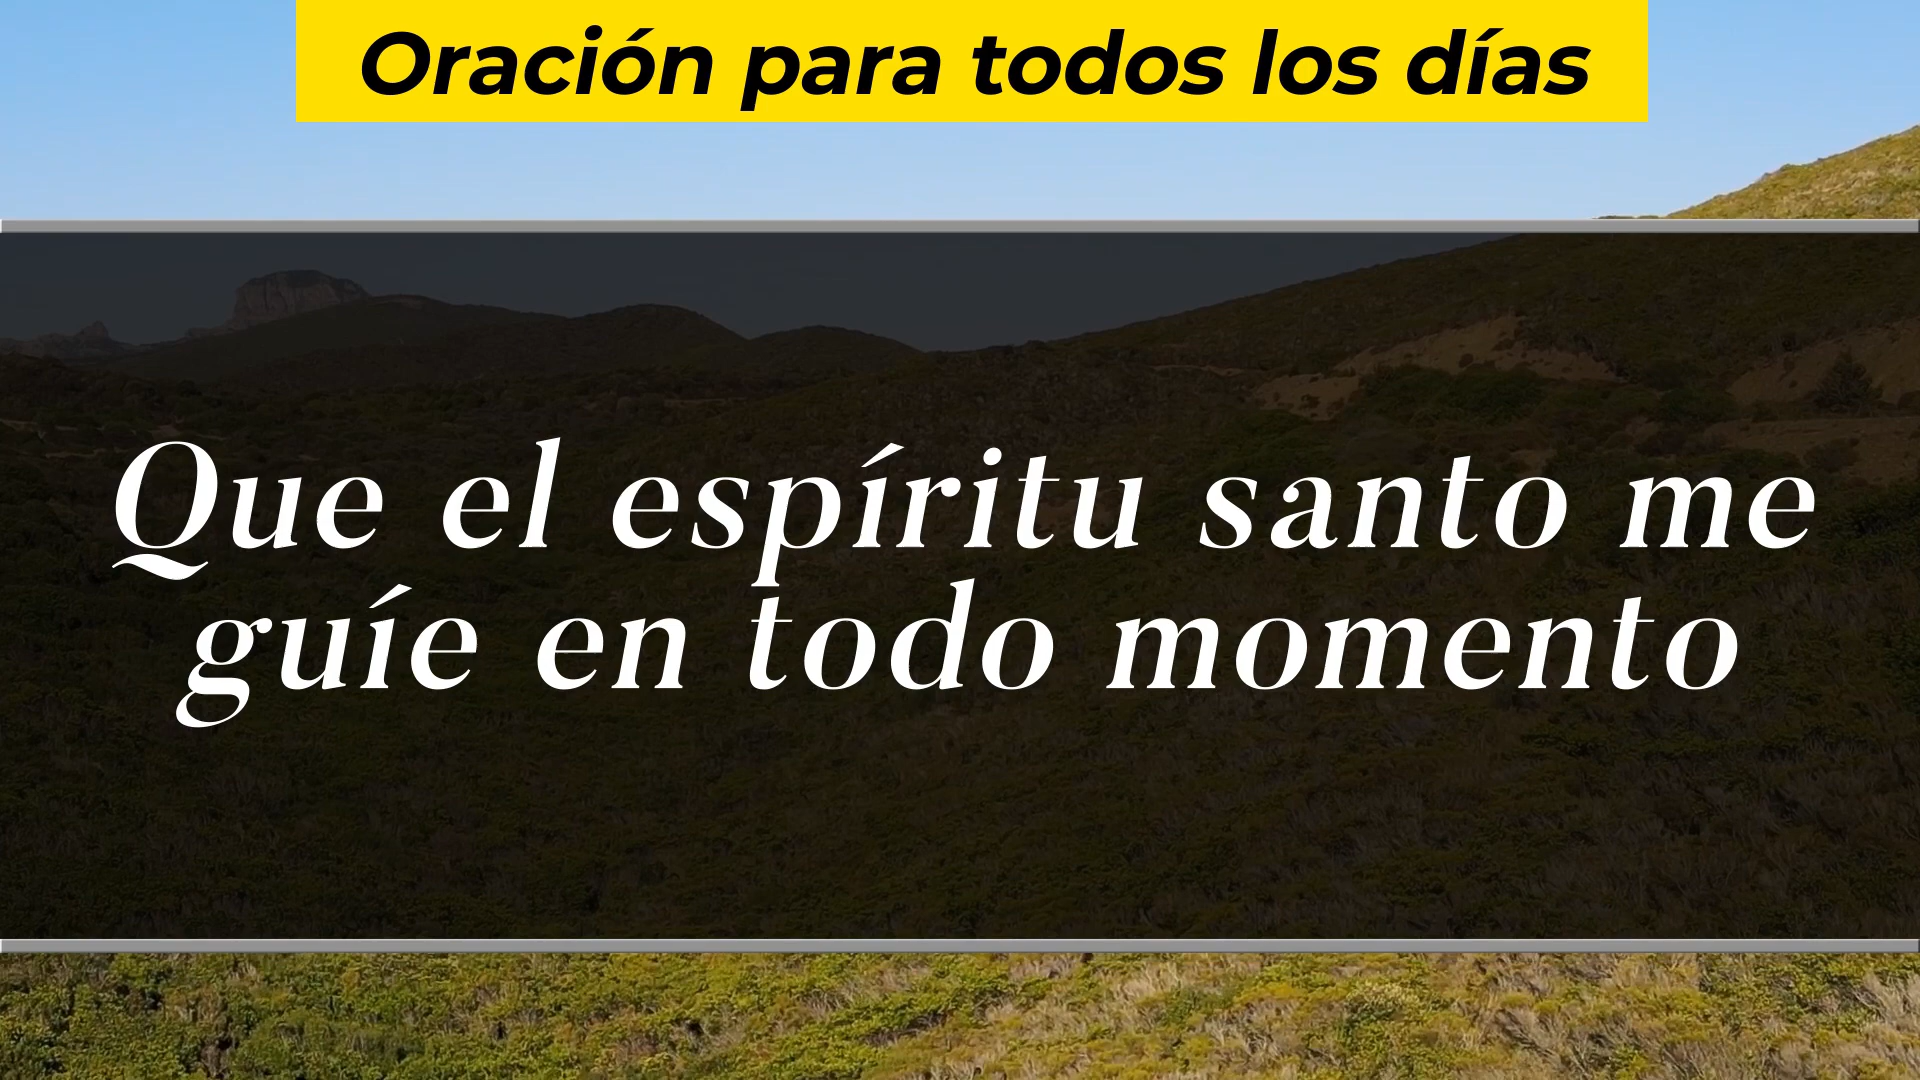 Oración para todos los días
Que el espíritu santo me
guíe en todo momento